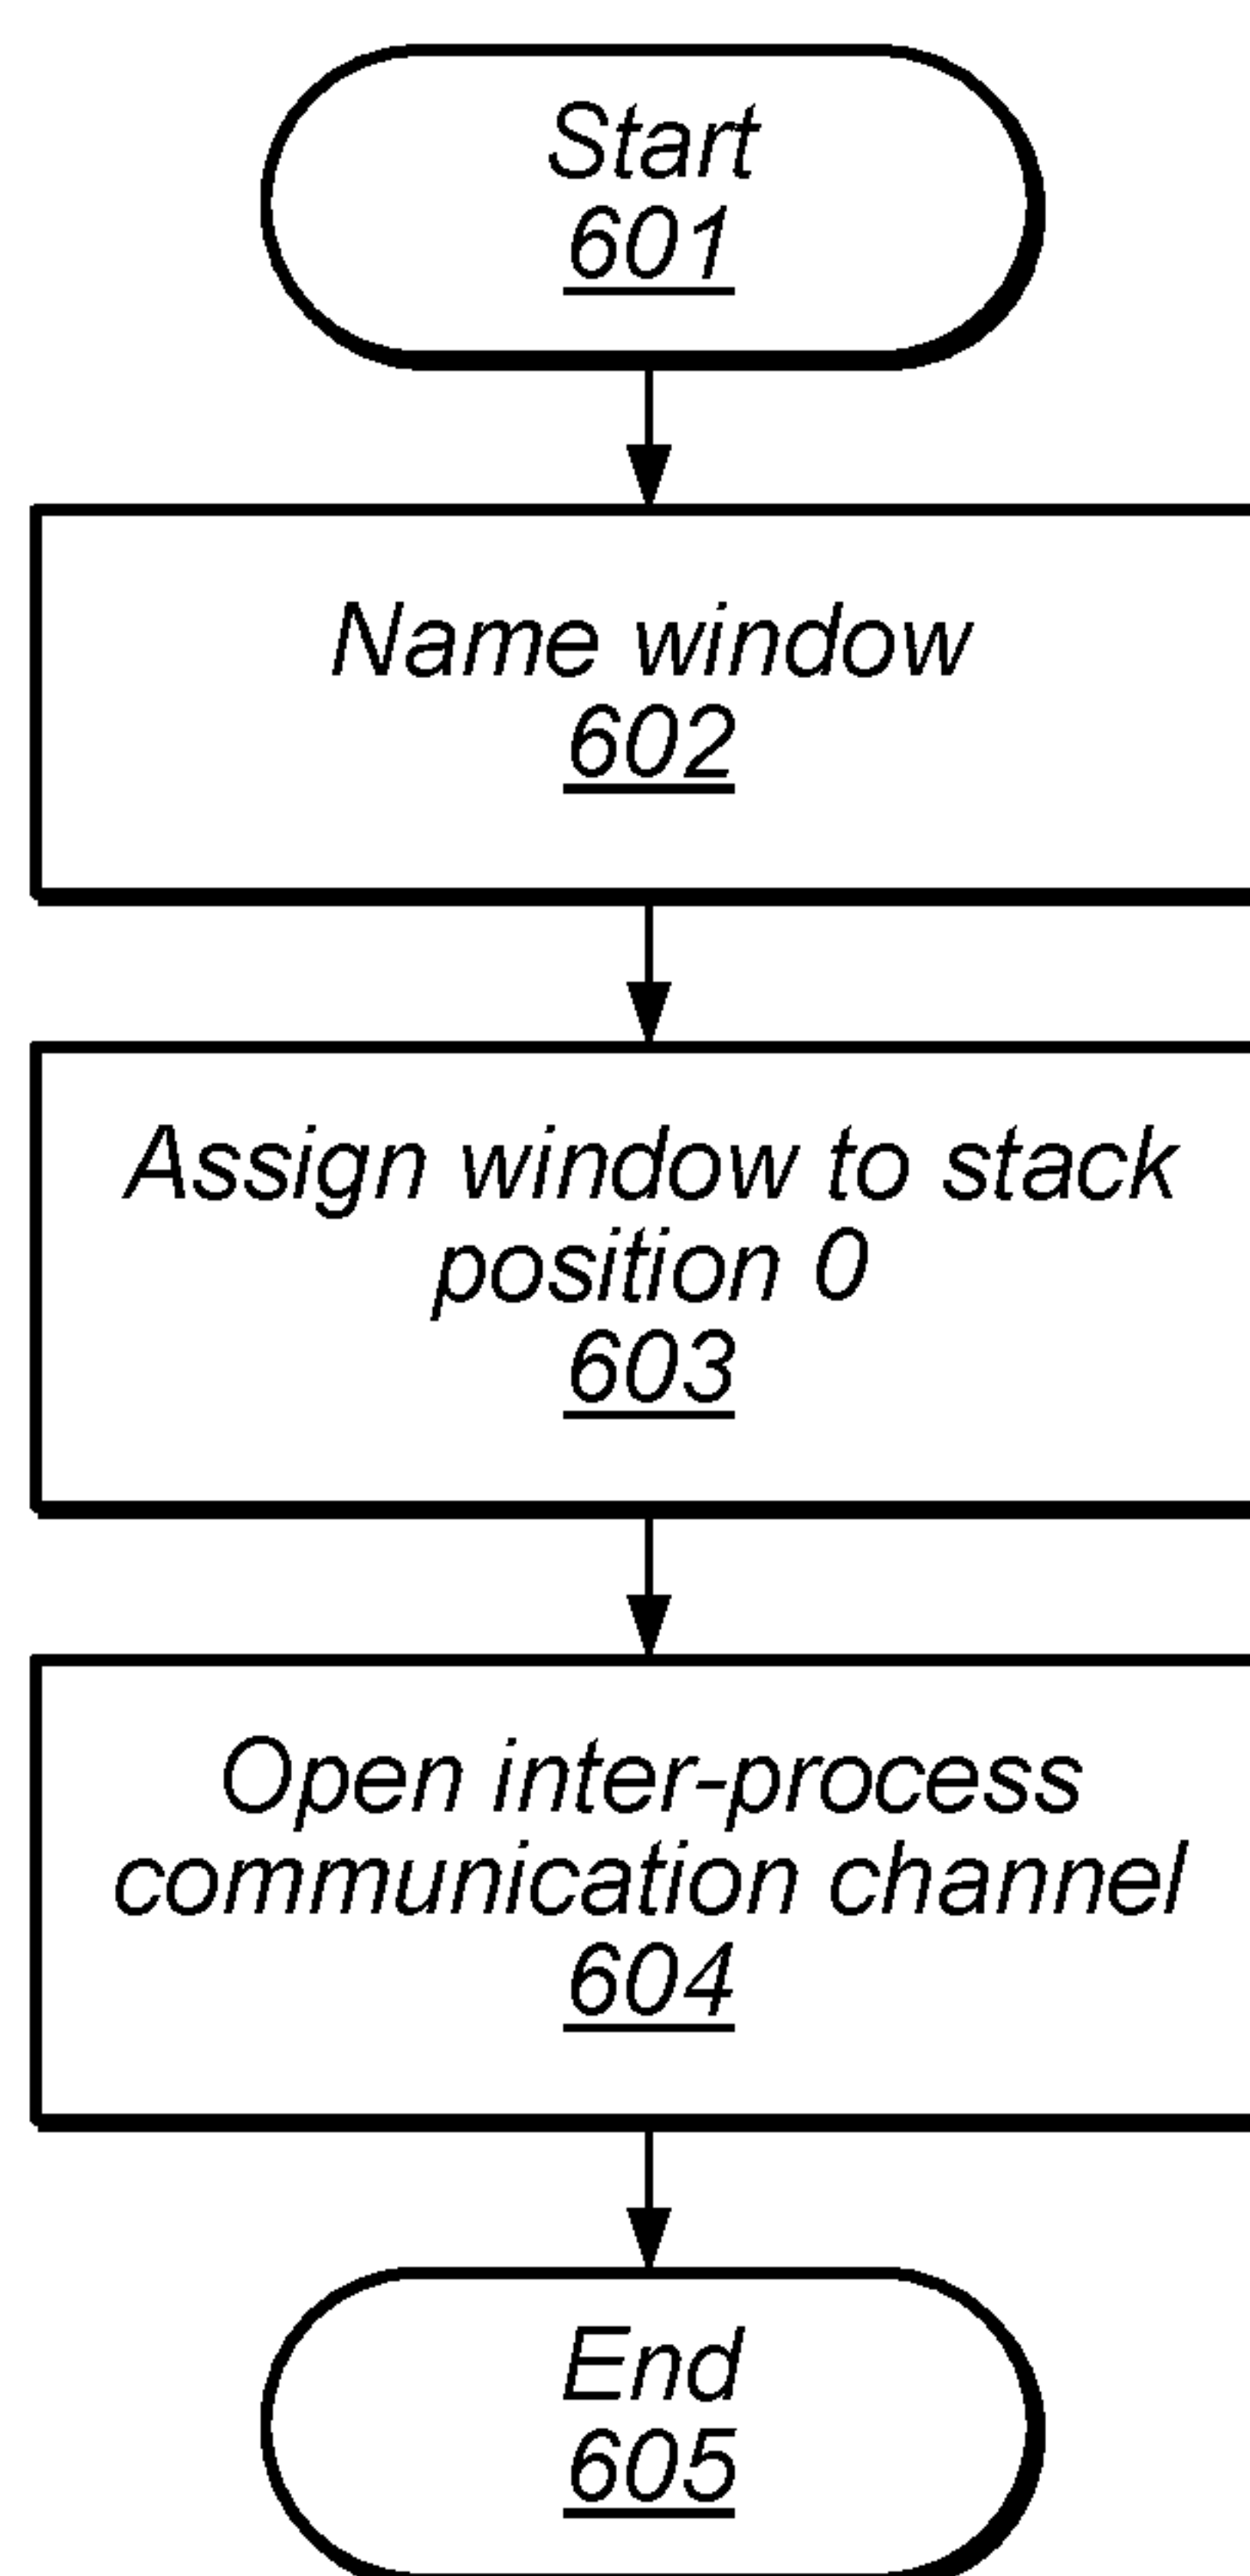 Start
601
Name window
602
Assign window to stack
position 0
603
Open inter-process
communication channel
604
End
605